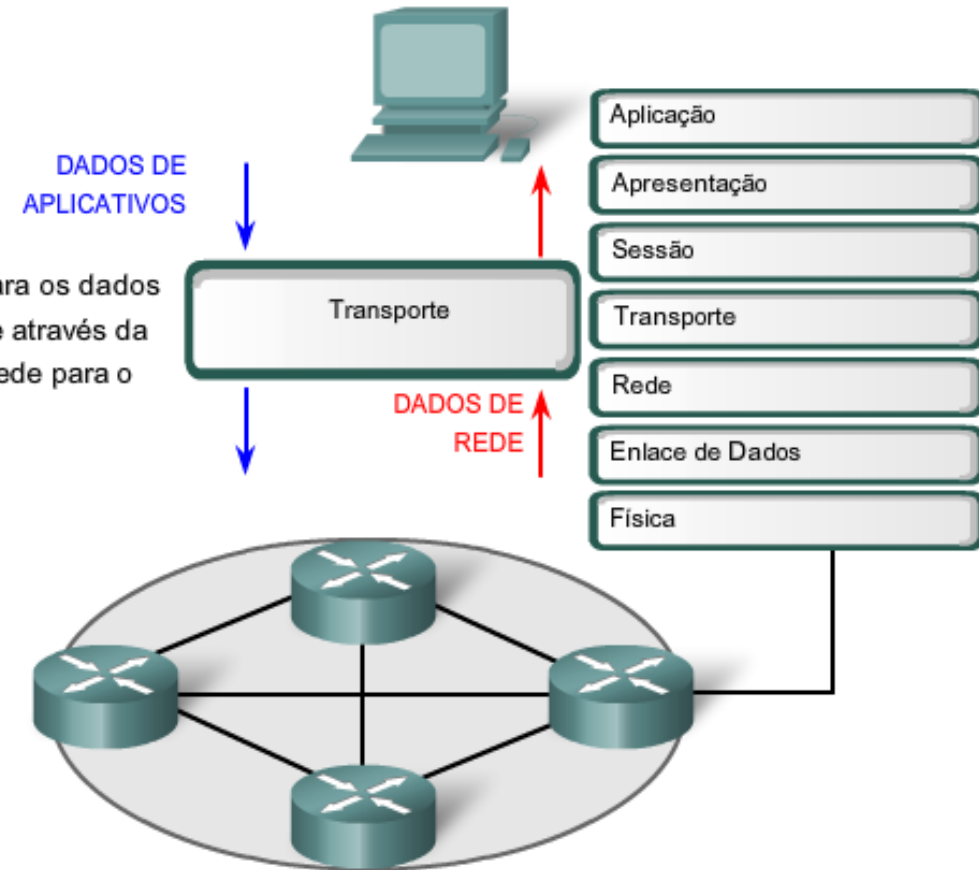 DADOS DE
APLICATIVOS
para os dados
e através da
ede para o
Transporte
DADOS DE
REDE
Aplicação
Apresentação
Sessão
Transporte
Rede
Enlace de Dados
Física